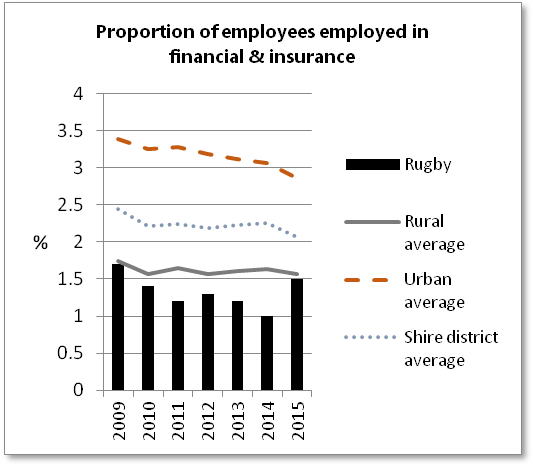 Proportion of employees employed in
financial & insurance
4
3.5
3
2.5
2
1.5
1
0.5
0
%
2009
2010
2011
2012
2013
2014
2015
Rugby
Rural
average
Urban
average
Shire district
average